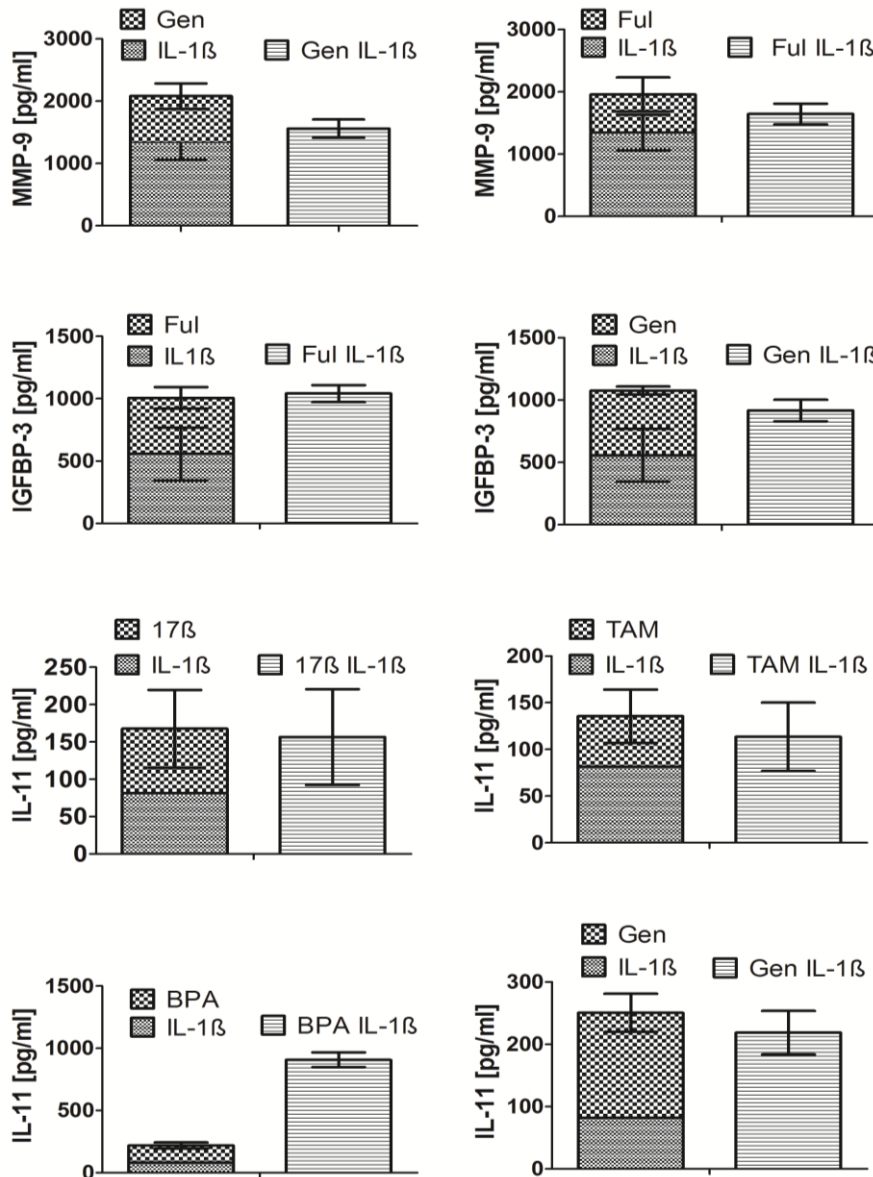 Gen
IL-1ß Gen IL-1ß
MMP-9 [pg/ml]
3000
2000
1000
0
Ful
IL-1ß Ful IL-1ß
MMP-9 [pg/ml]
3000
2000
1000
0
Ful
IL1ß Ful IL-1ß
IGFBP-3 [pg/ml]
1500
1000
500
0
Gen
IL-1ß Gen IL-1ß
IGFBP-3 [pg/ml]
1500
1000
500
0
17ß
IL-1ß 17ß IL-1ß
IL-11 [pg/ml]
250
200
150
100
50
0
TAM
IL-1ß TAM IL-1ß
IL-11 [pg/ml]
200
150
100
50
0
BPA
IL-1ß BPA IL-1ß
IL-11 [pg/ml]
1500
1000
500
0
Gen
IL-1ß Gen IL-1ß
IL-11 [pg/ml]
300
200
100
0